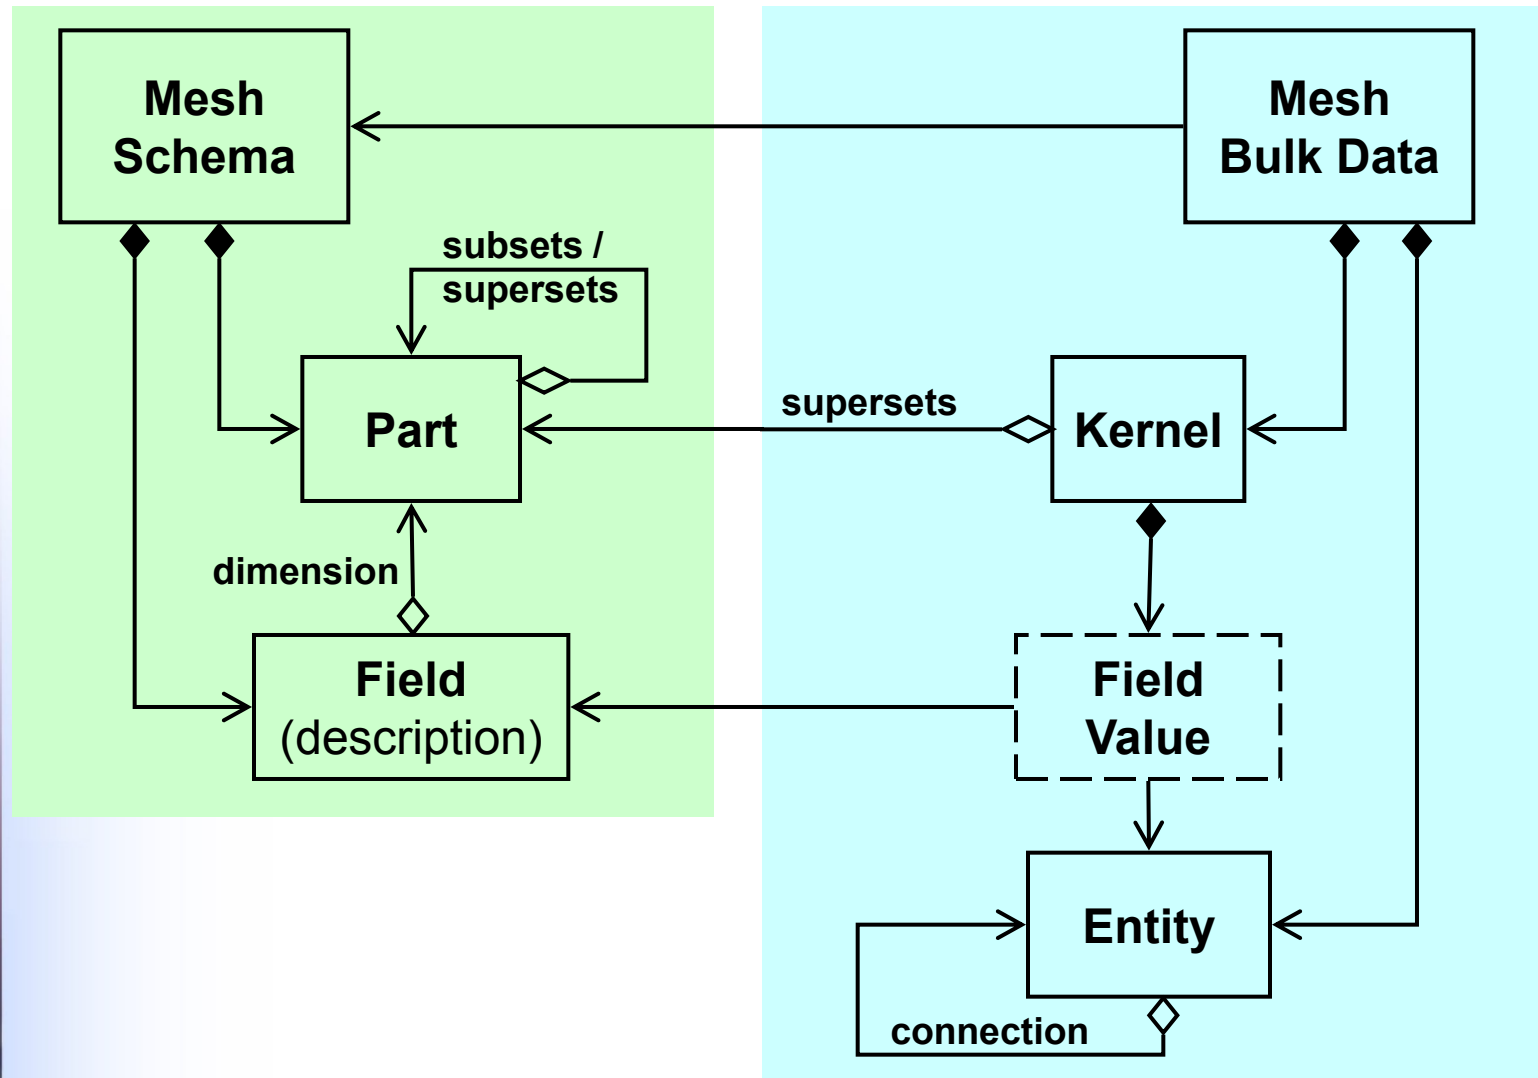 Mesh
Schema
Mesh
Bulk Data
subsets /
supersets
Part
supersets
Kernel
dimension
Field
(description)
Field
Value
Entity
connection